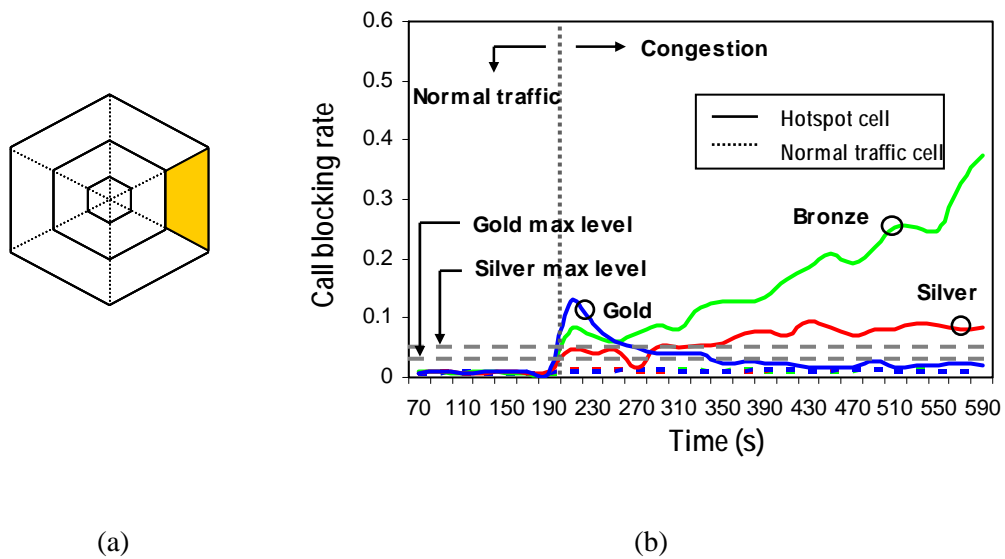 0.6
0.5
0.4
0.3
0.2
0.1
0
Call blocking rate
Congestion
Normal traffic
Hotspot cell
Normal traffic cell
Gold max level
Silver max level
Bronze
Gold
Silver
70 110 150 190 230 270 310 350 390 430 470 510 550 590
Time (s)
(a)
(b)